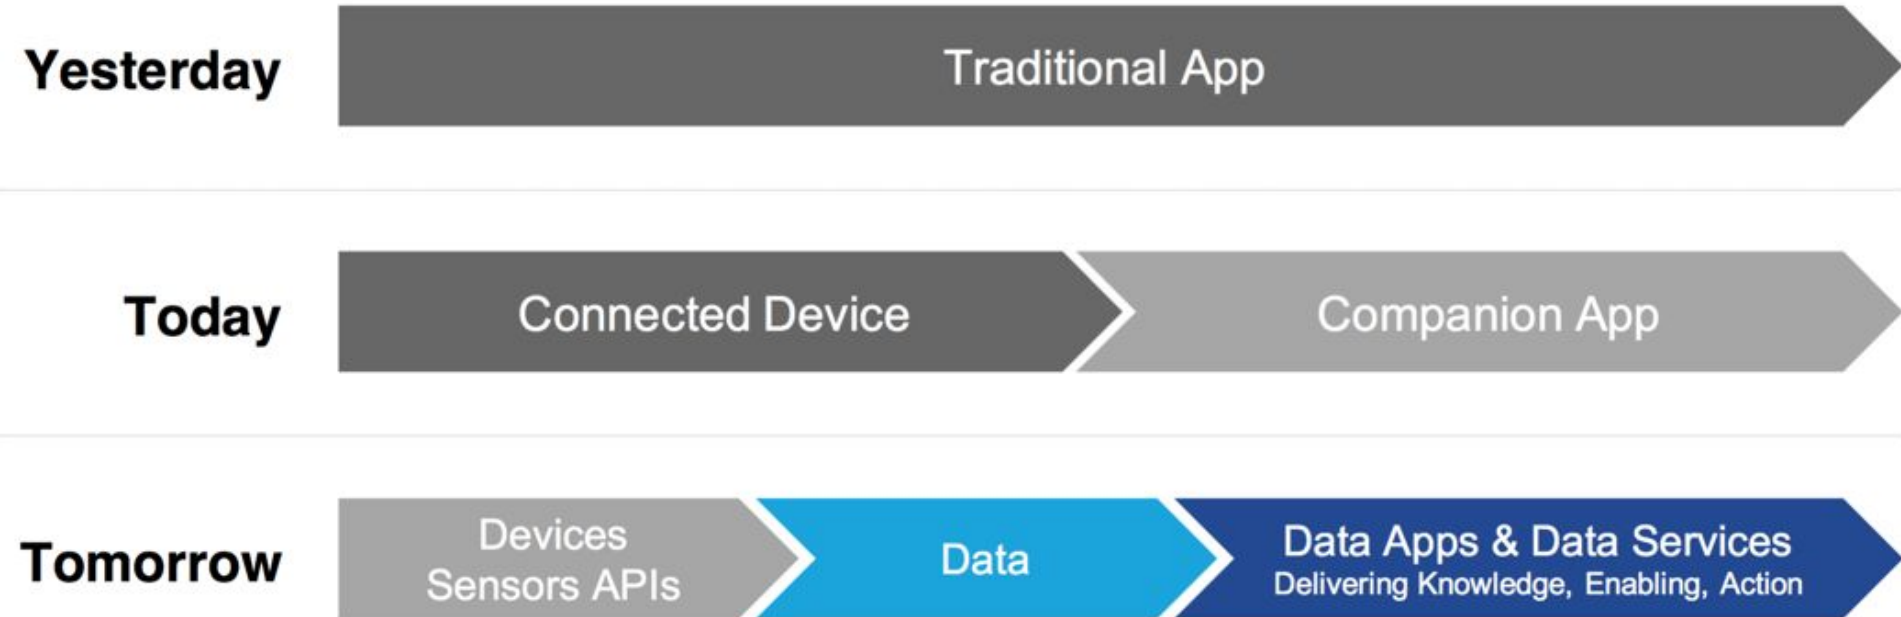 Yesterday
Traditional App
Today
Connected Device
Companion App
Tomorrow
Devices
Sensors APIs
Data
Data Apps & Data Services
Delivering Knowledge, Enabling, Action